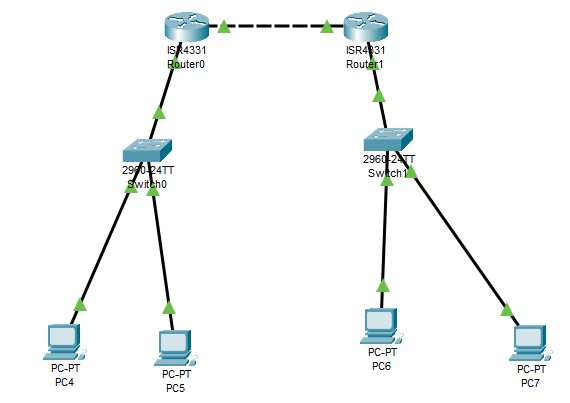 ISR4331
Router0
ISR4331
Router1
2960-24TT
Switch0
2960-24TT
Switch1
PC-PT
PC4
PC-PT
PC5
PC-PT
PC6
PC-PT
PC7